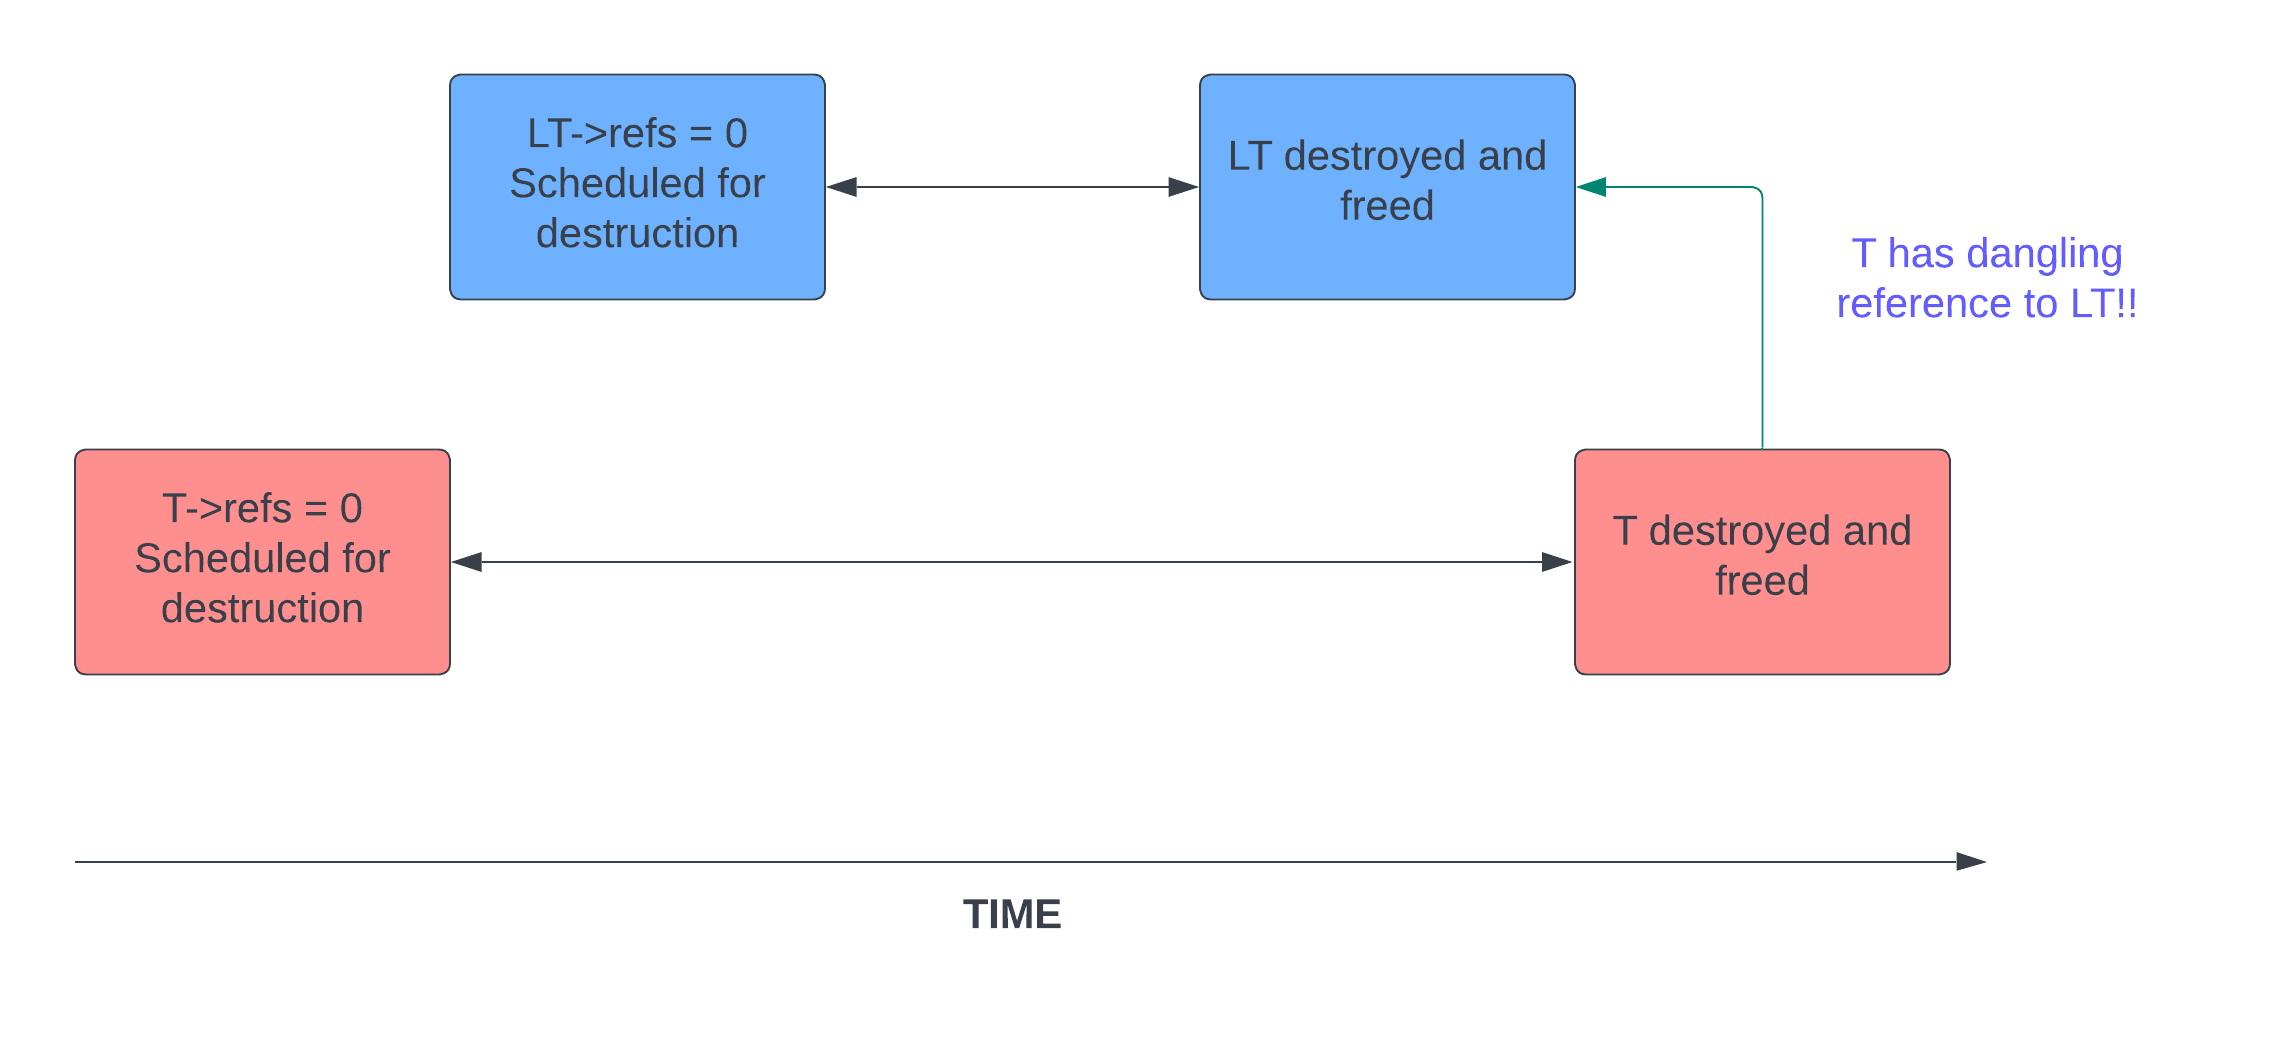 LT->refs = 0
Scheduled for
destruction
LT destroyed and
freed
T has dangling
reference to LT!!
T->refs = 0
Scheduled for
destruction
T destroyed and
freed
TIME